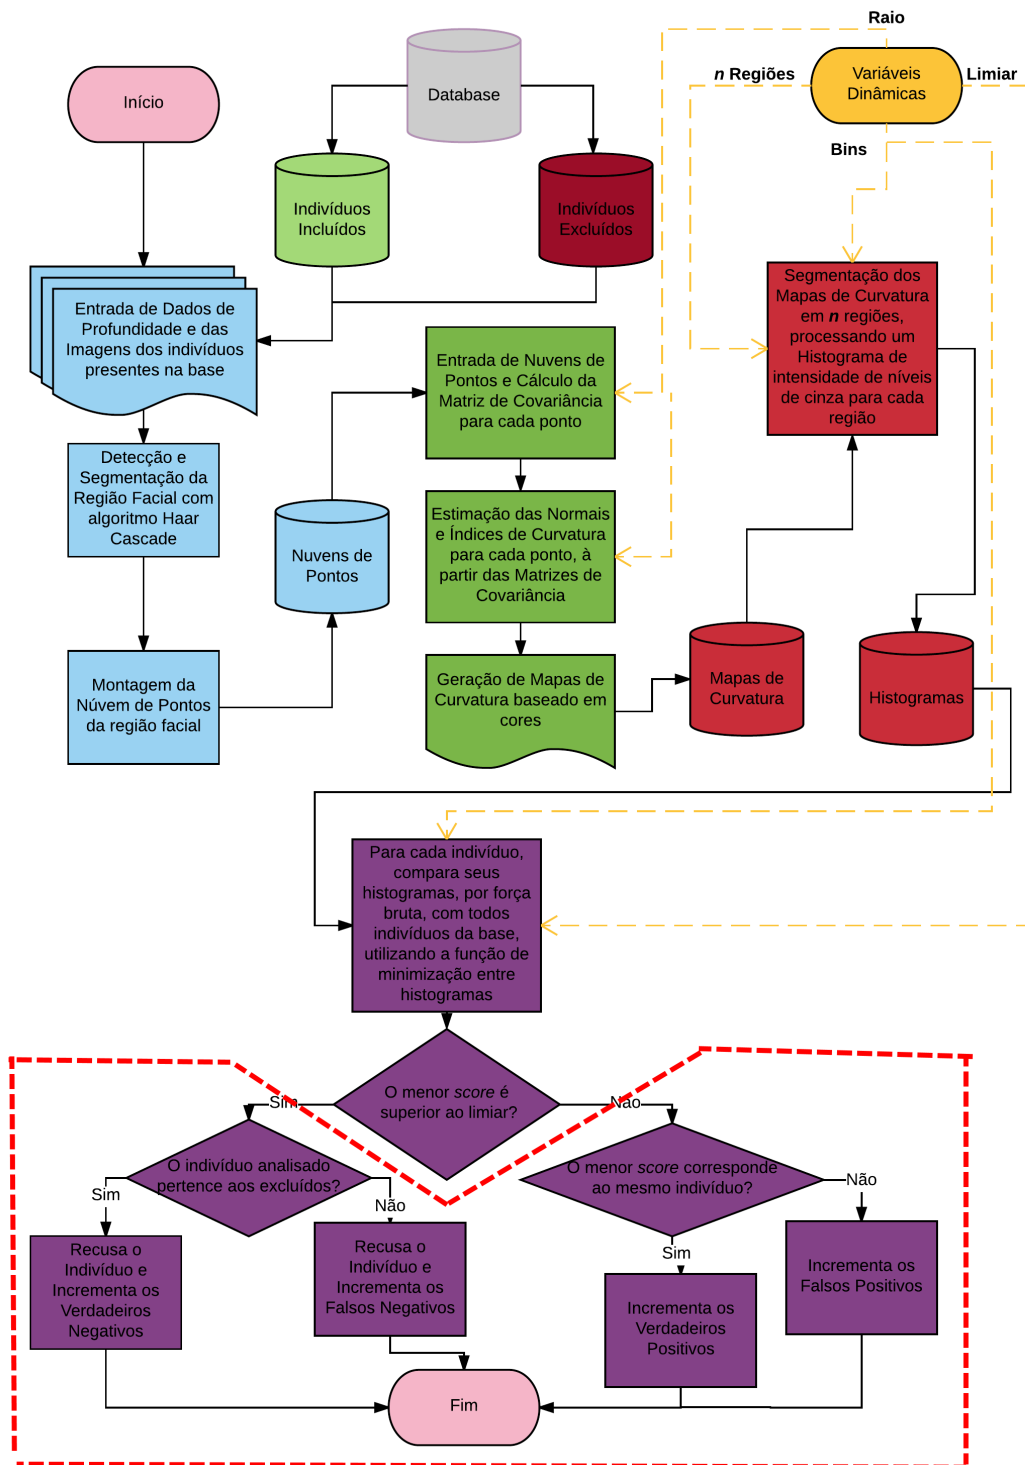 Raio
n Regiões
Variáveis
Dinâmicas
Limiar
Início
Database
Bins
Indivíduos
Incluídos
Indivíduos
Excluídos
Entrada de Dados de
Profundidade e das
Imagens dos indivíduos
presentes na base
Entrada de Nuvens de
Pontos e Cálculo da
Matriz de Covariância
para cada ponto
Segmentação dos
Mapas de Curvatura
em n regiões,
processando um
Histograma de
intensidade de níveis
de cinza para cada
região
Detecção e
Segmentação da
Região Facial com
algoritmo Haar
Cascade
Nuvens de
Pontos
Estimação das Normais
e Índices de Curvatura
para cada ponto, à
partir das Matrizes de
Covariância
Montagem da
Núvem de Pontos
da região facial
Geração de Mapas de
Curvatura baseado em
cores
Mapas de
Curvatura
Histogramas
Para cada indivíduo,
compara seus
histogramas, por força
bruta, com todos
indivíduos da base,
utilizando a função de
minimização entre
histogramas
O menor score é
superior ao limiar?
Sim
Não
O indivíduo analisado
pertence aos excluídos?
O menor score corresponde
ao mesmo indivíduo?
Sim
Não
Sim
Não
Recusa o
Indivíduo e
Incrementa os
Verdadeiros
Negativos
Recusa o
Indivíduo e
Incrementa os
Falsos Negativos
Incrementa os
Verdadeiros
Positivos
Incrementa os
Falsos Positivos
Fim